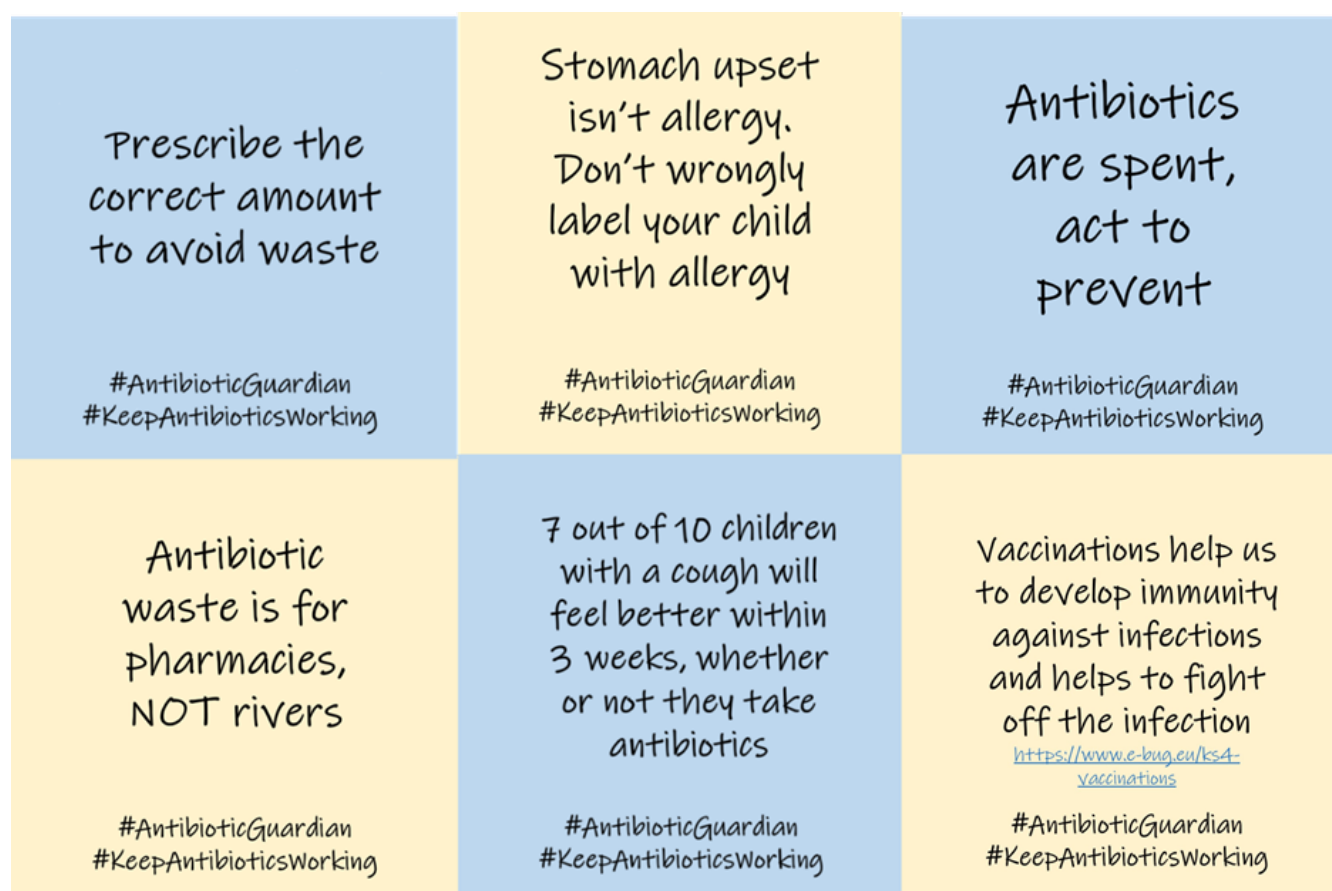 Prescribe the
correct amount
to avoid waste
#AntibioticGuardian
#KeepAntibioticsWorking
Stomach upset
isn't allergy.
Don't wrongly
label your child
with allergy
#AntibioticGuardian
#KeepAntibioticsWorking
Antibiotics
are spent,
act to
prevent
#AntibioticGuardian
#KeepAntibioticsWorking
Antibiotic
waste is for
pharmacies,
NOT rivers
#AntibioticGuardian
#KeepAntibioticsWorking
7 out of 10 children
with a cough will
feel better within
3 weeks, whether
or not they take
antibiotics
#AntibioticGuardian
#KeepAntibioticsWorking
Vaccinations help us
to develop immunity
against infections
and helps to fight
off the infection
https://www.e-bug.eu/ks4-
vaccinations
#AntibioticGuardian
#KeepAntibioticsWorking